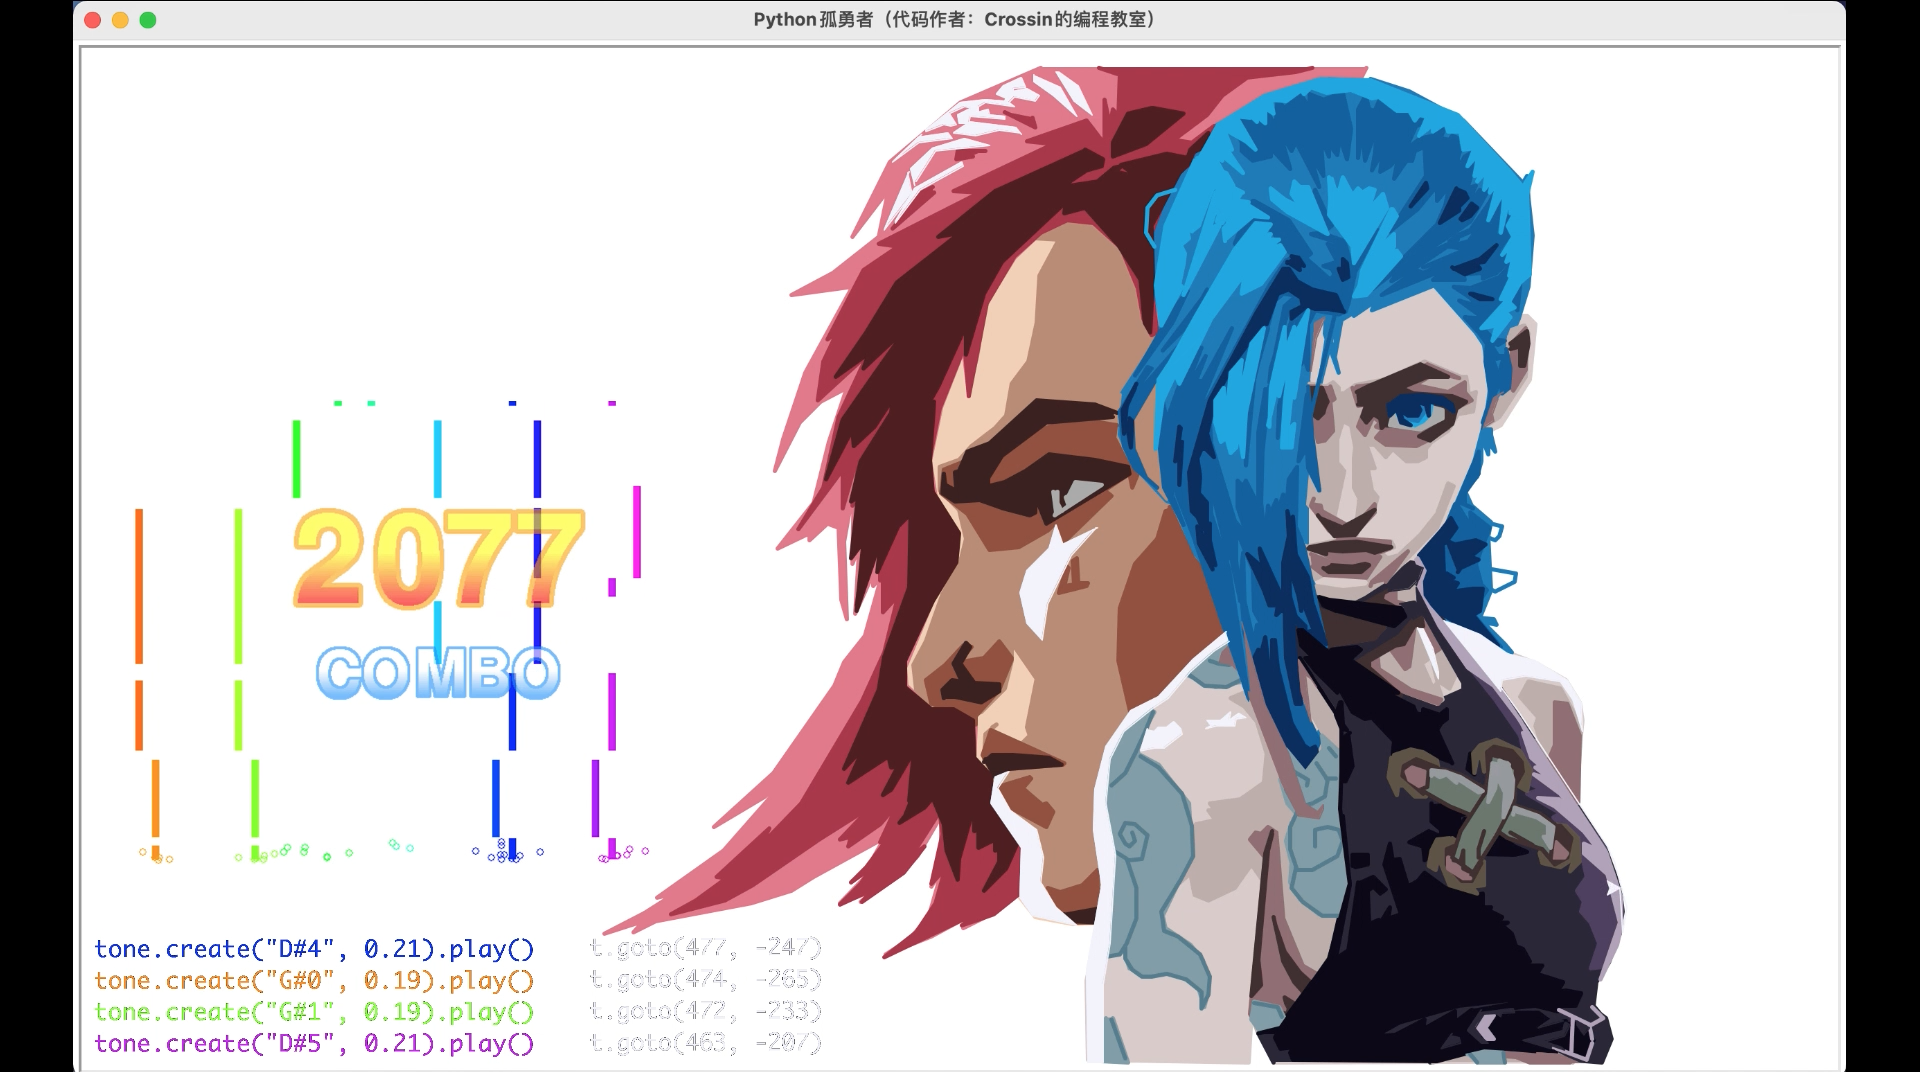 Python孤勇者（代码作者：Crossin的编程教室）
2077
COMBO
tone.create("D#4", 0.21).play() t.goto(477, -247)
tone.create("G#0", 0.19).play() t.goto(474, -265)
tone.create("G#1", 0.19).play() t.goto(472, -233)
tone.create("D#5", 0.21).play() t.goto(463, -207)